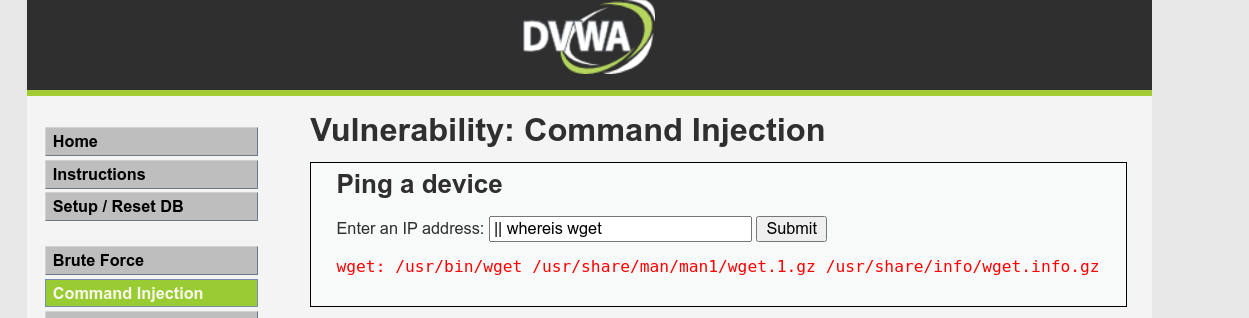 DVWA
Home
Instructions
Setup / Reset DB
Brute Force
Command Injection
Vulnerability: Command Injection
Ping a device
Enter an IP address: || whereis wget Submit
wget: /usr/bin/wget /usr/share/man/man1/wget.1.gz /usr/share/info/wget.info.gz